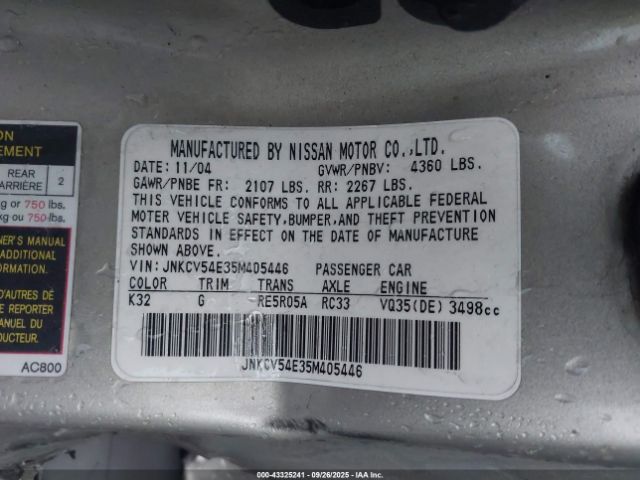 ON
EMENT
REAR
ARRIÈRE 2
kg or 750 lbs.
kg ou 750 lbs.
NER'S MANUAL
ADDITIONAL
FORMATION.
DE
REPORTER
ANUEL DU
DUCTEUR.
AC800
MANUFACTURED BY NISSAN MOTOR CO.,LTD.
DATE: 11/04 GVWR/PNBV: 4360 LBS.
GAWR/PNBE FR: 2107 LBS. RR: 2267 LBS.
THIS VEHICLE CONFORMS TO ALL APPLICABLE FEDERAL
MOTOR VEHICLE SAFETY,BUMPER,AND THEFT PREVENTION
STANDARDS IN EFFECT ON THE DATE OF MANUFACTURE
SHOWN ABOVE.
VIN: JNKCV54E35M405446 PASSENGER CAR
COLOR TRIM TRANS AXLE ENGINE
K32 G RE5R05A RC33 VQ35(DE) 3498cc
JNKCV54E35M405446
000-43325241 - 09/26/2025 - IAA Inc.